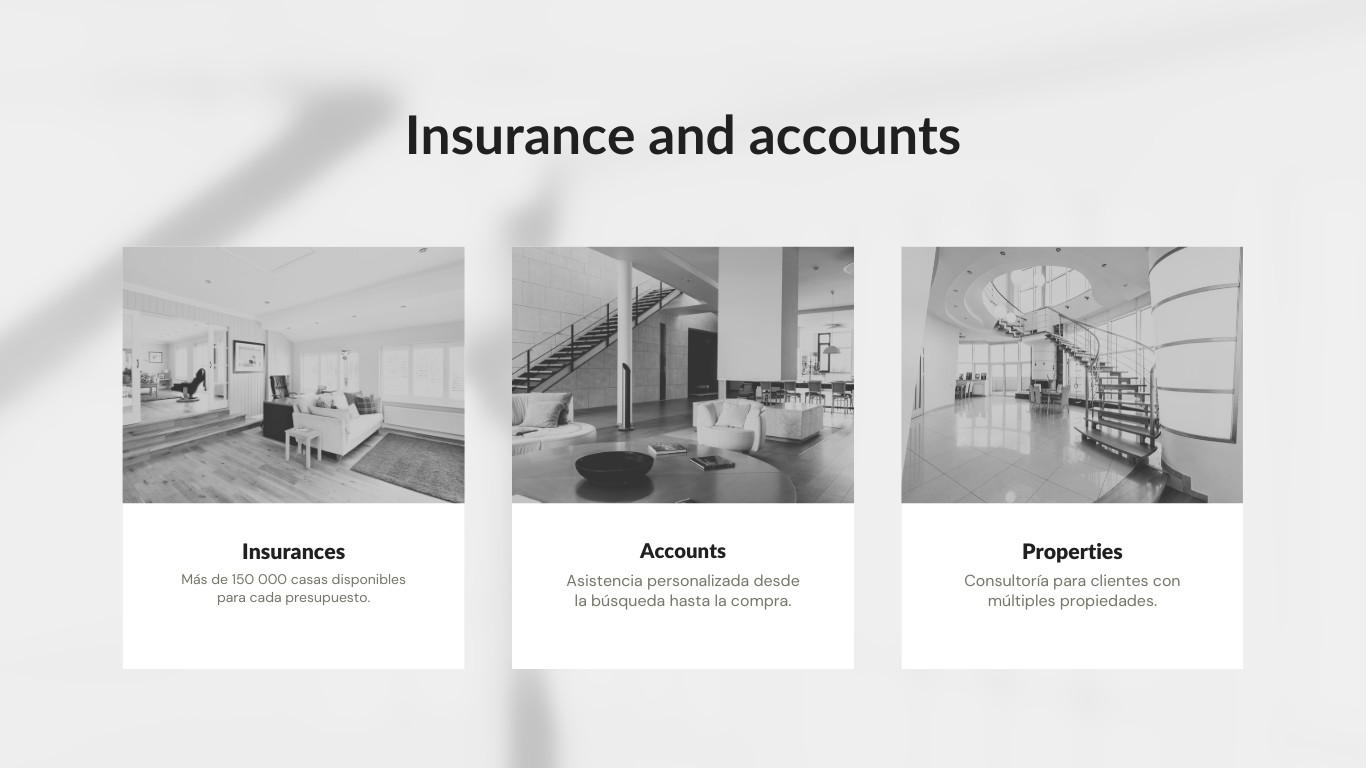 Insurance and accounts
Insurances
Más de 150 000 casas disponibles
para cada presupuesto.
Accounts
Asistencia personalizada desde
la búsqueda hasta la compra.
Properties
Consultoría para clientes con
múltiples propiedades.